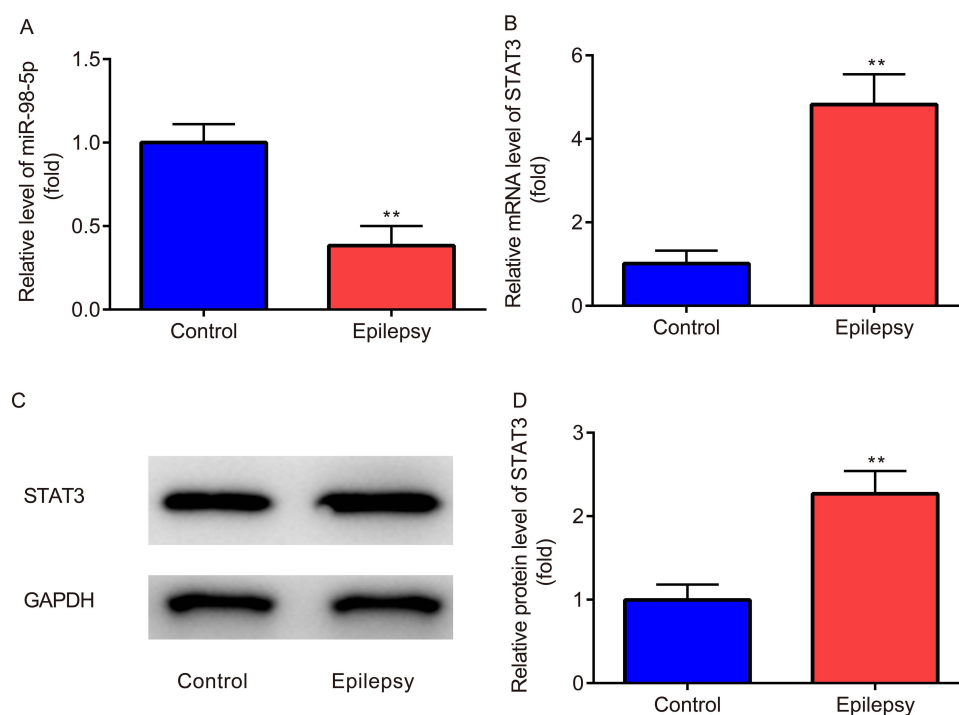 A
Relative level of miR-98-5p
(fold)
1.5
1.0
0.5
0.0
**
Control
Epilepsy
B
Relative mRNA level of STAT3
(fold)
6
4
2
0
**
Control
Epilepsy
C
STAT3
GAPDH
Control
Epilepsy
D
Relative protein level of STAT3
(fold)
3
2
1
0
**
Control
Epilepsy